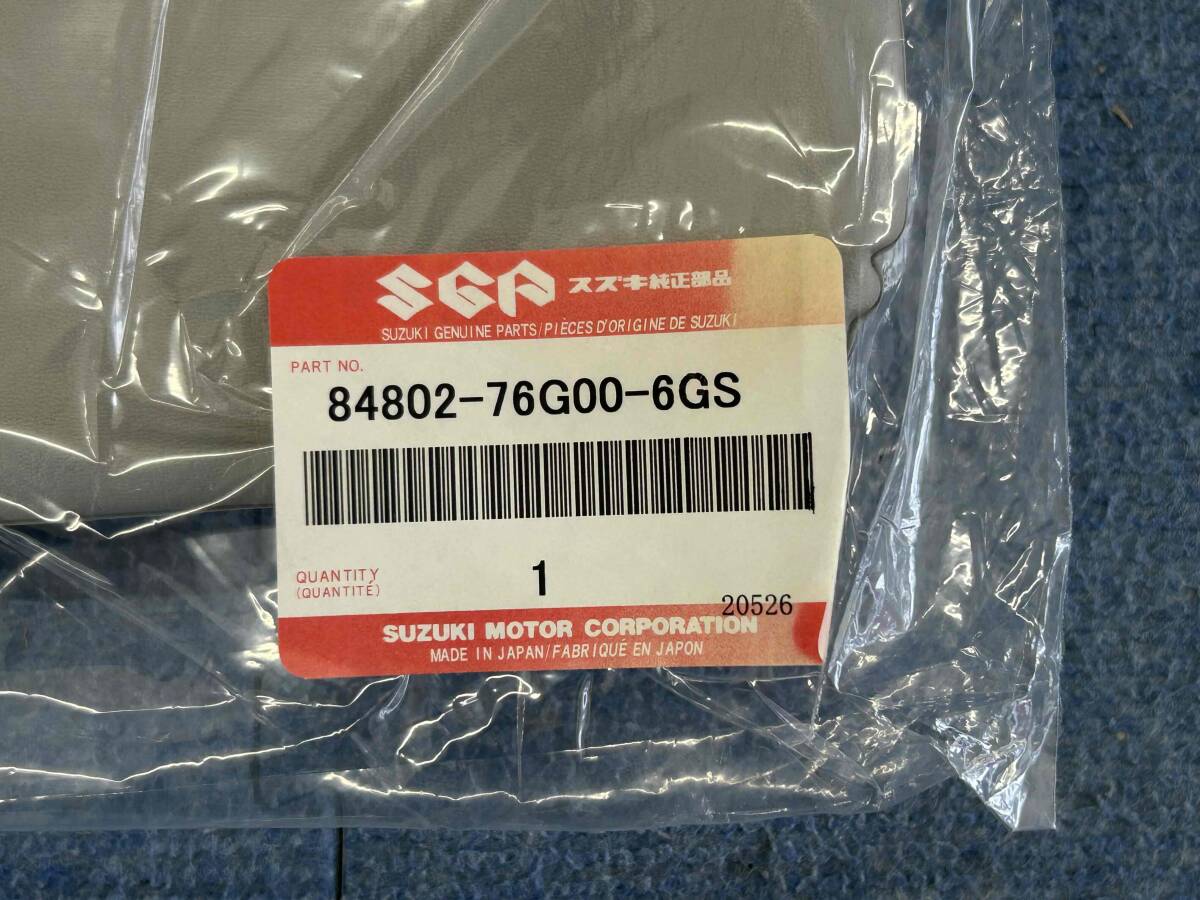 SGP スズキ純正部品
SUZUKI GENUINE PARTS/PIÈCES D'ORIGINE DE SUZUKI
PART NO.
84802-76G00-6GS
QUANTITY 1
(QUANTITÉ)
20526
SUZUKI MOTOR CORPORATION
MADE IN JAPAN/FABRIQUÉ EN JAPON